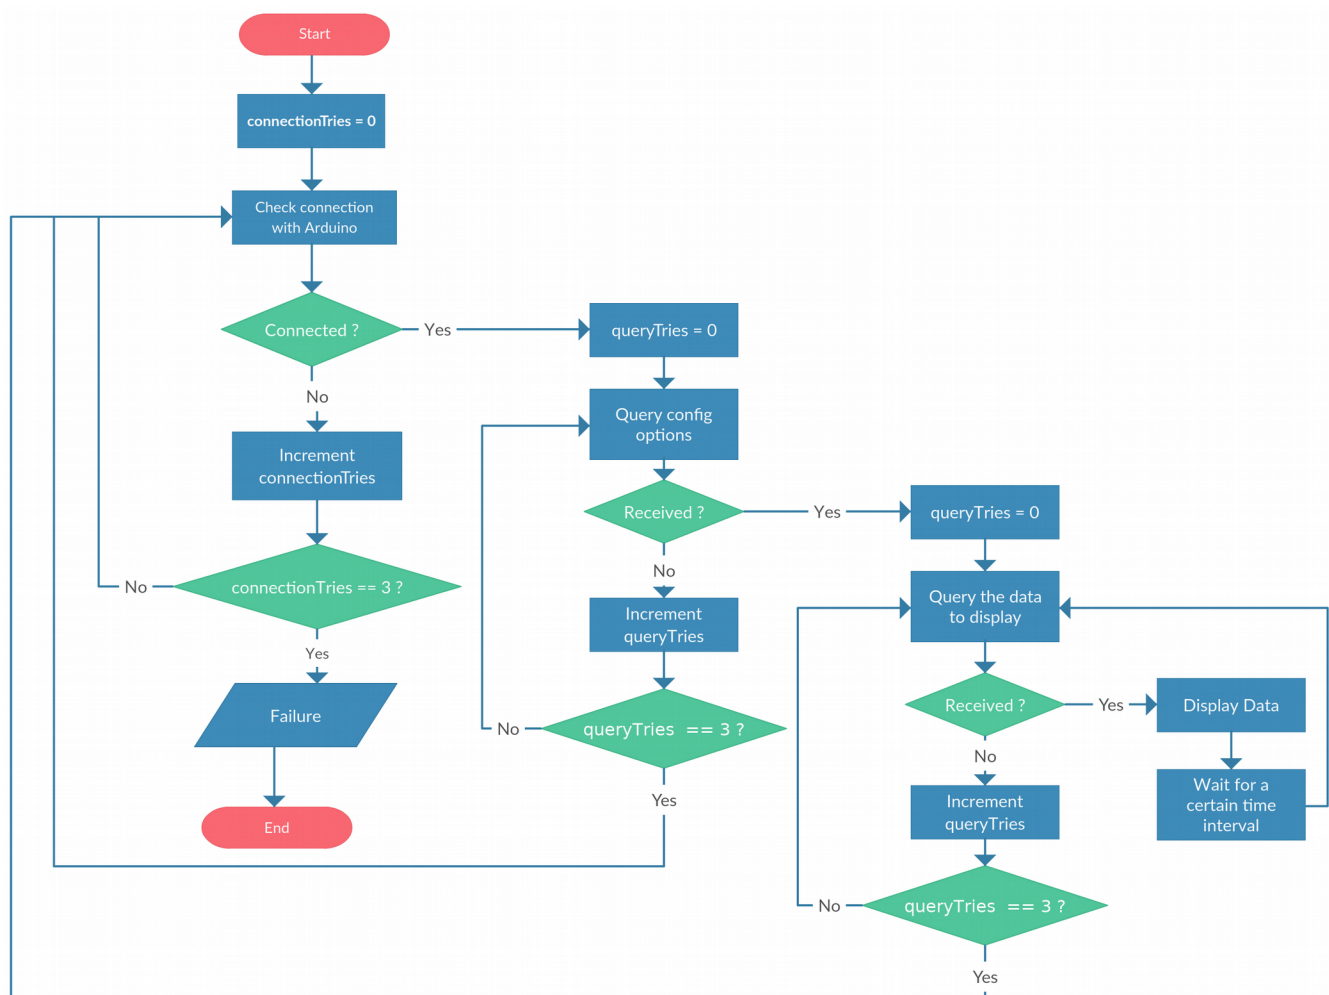 Start
connectionTries = 0
Check connection
with Arduino
Connected ?
Yes
No
Increment
connectionTries
connectionTries == 3 ?
No
Yes
Failure
End
queryTries = 0
Query config
options
Received ?
Yes
No
Increment
queryTries
queryTries == 3 ?
No
Yes
queryTries = 0
Query the data
to display
Received ?
Yes
No
Increment
queryTries
queryTries == 3 ?
No
Yes
Display Data
Wait for a
certain time
interval